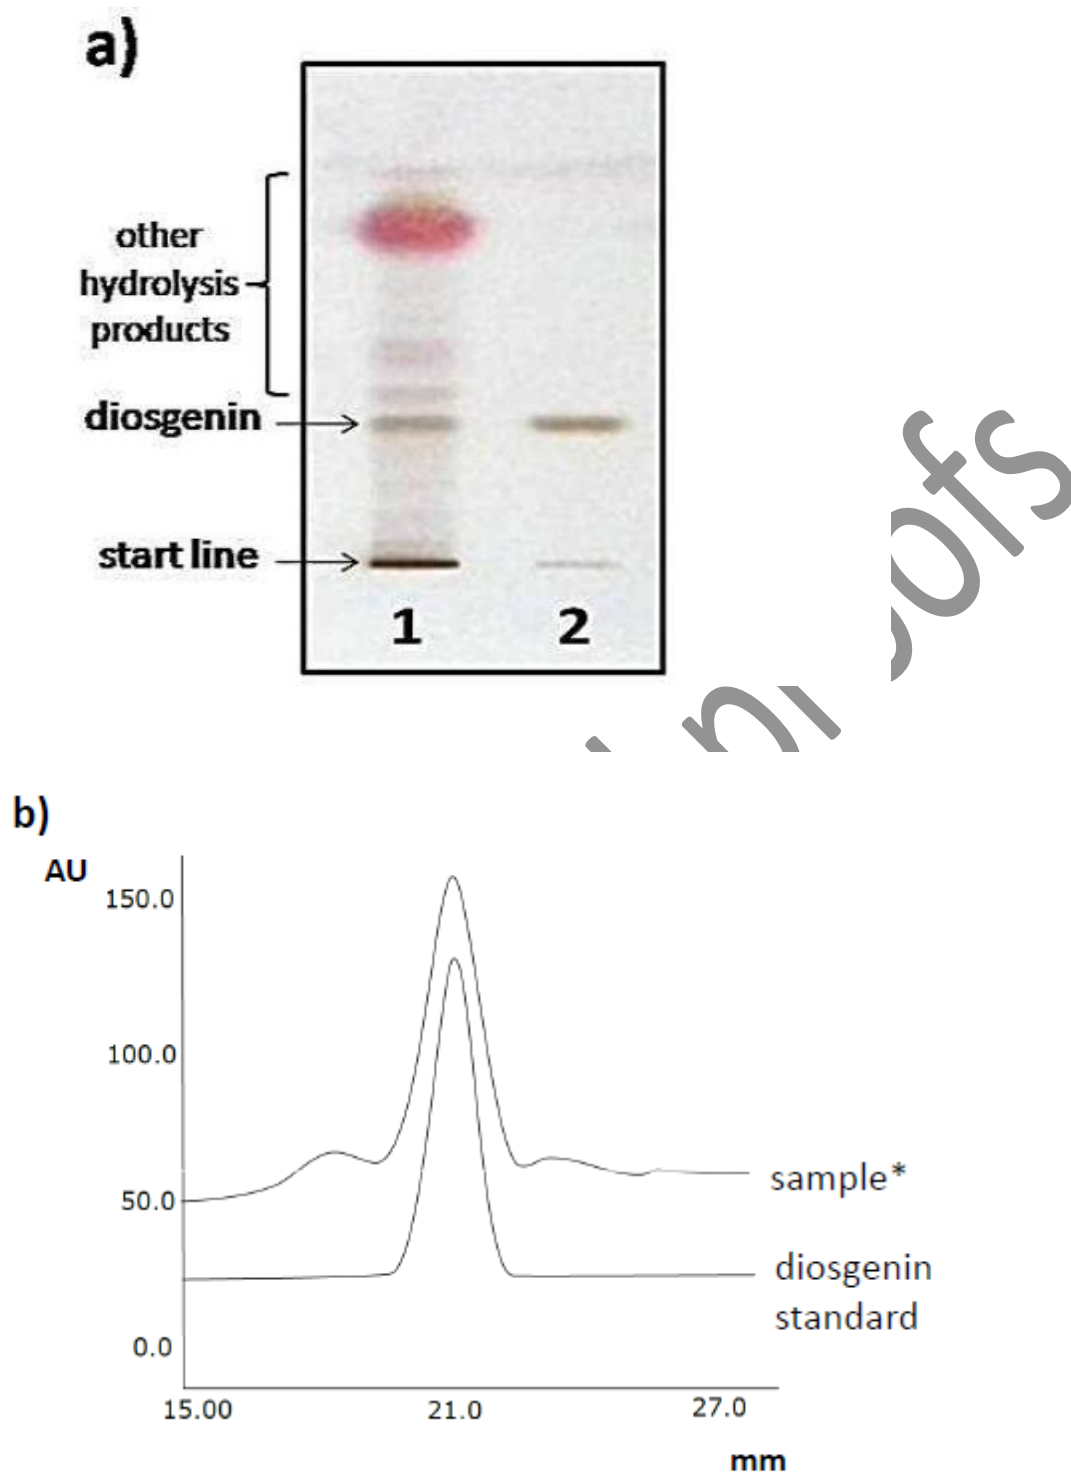 a)
other
hydrolysis
products
diosgenin
start line
1 2
proofs
b)
AU
150.0
100.0
50.0
0.0
sample*
diosgenin
standard
15.00 21.0 27.0
mm